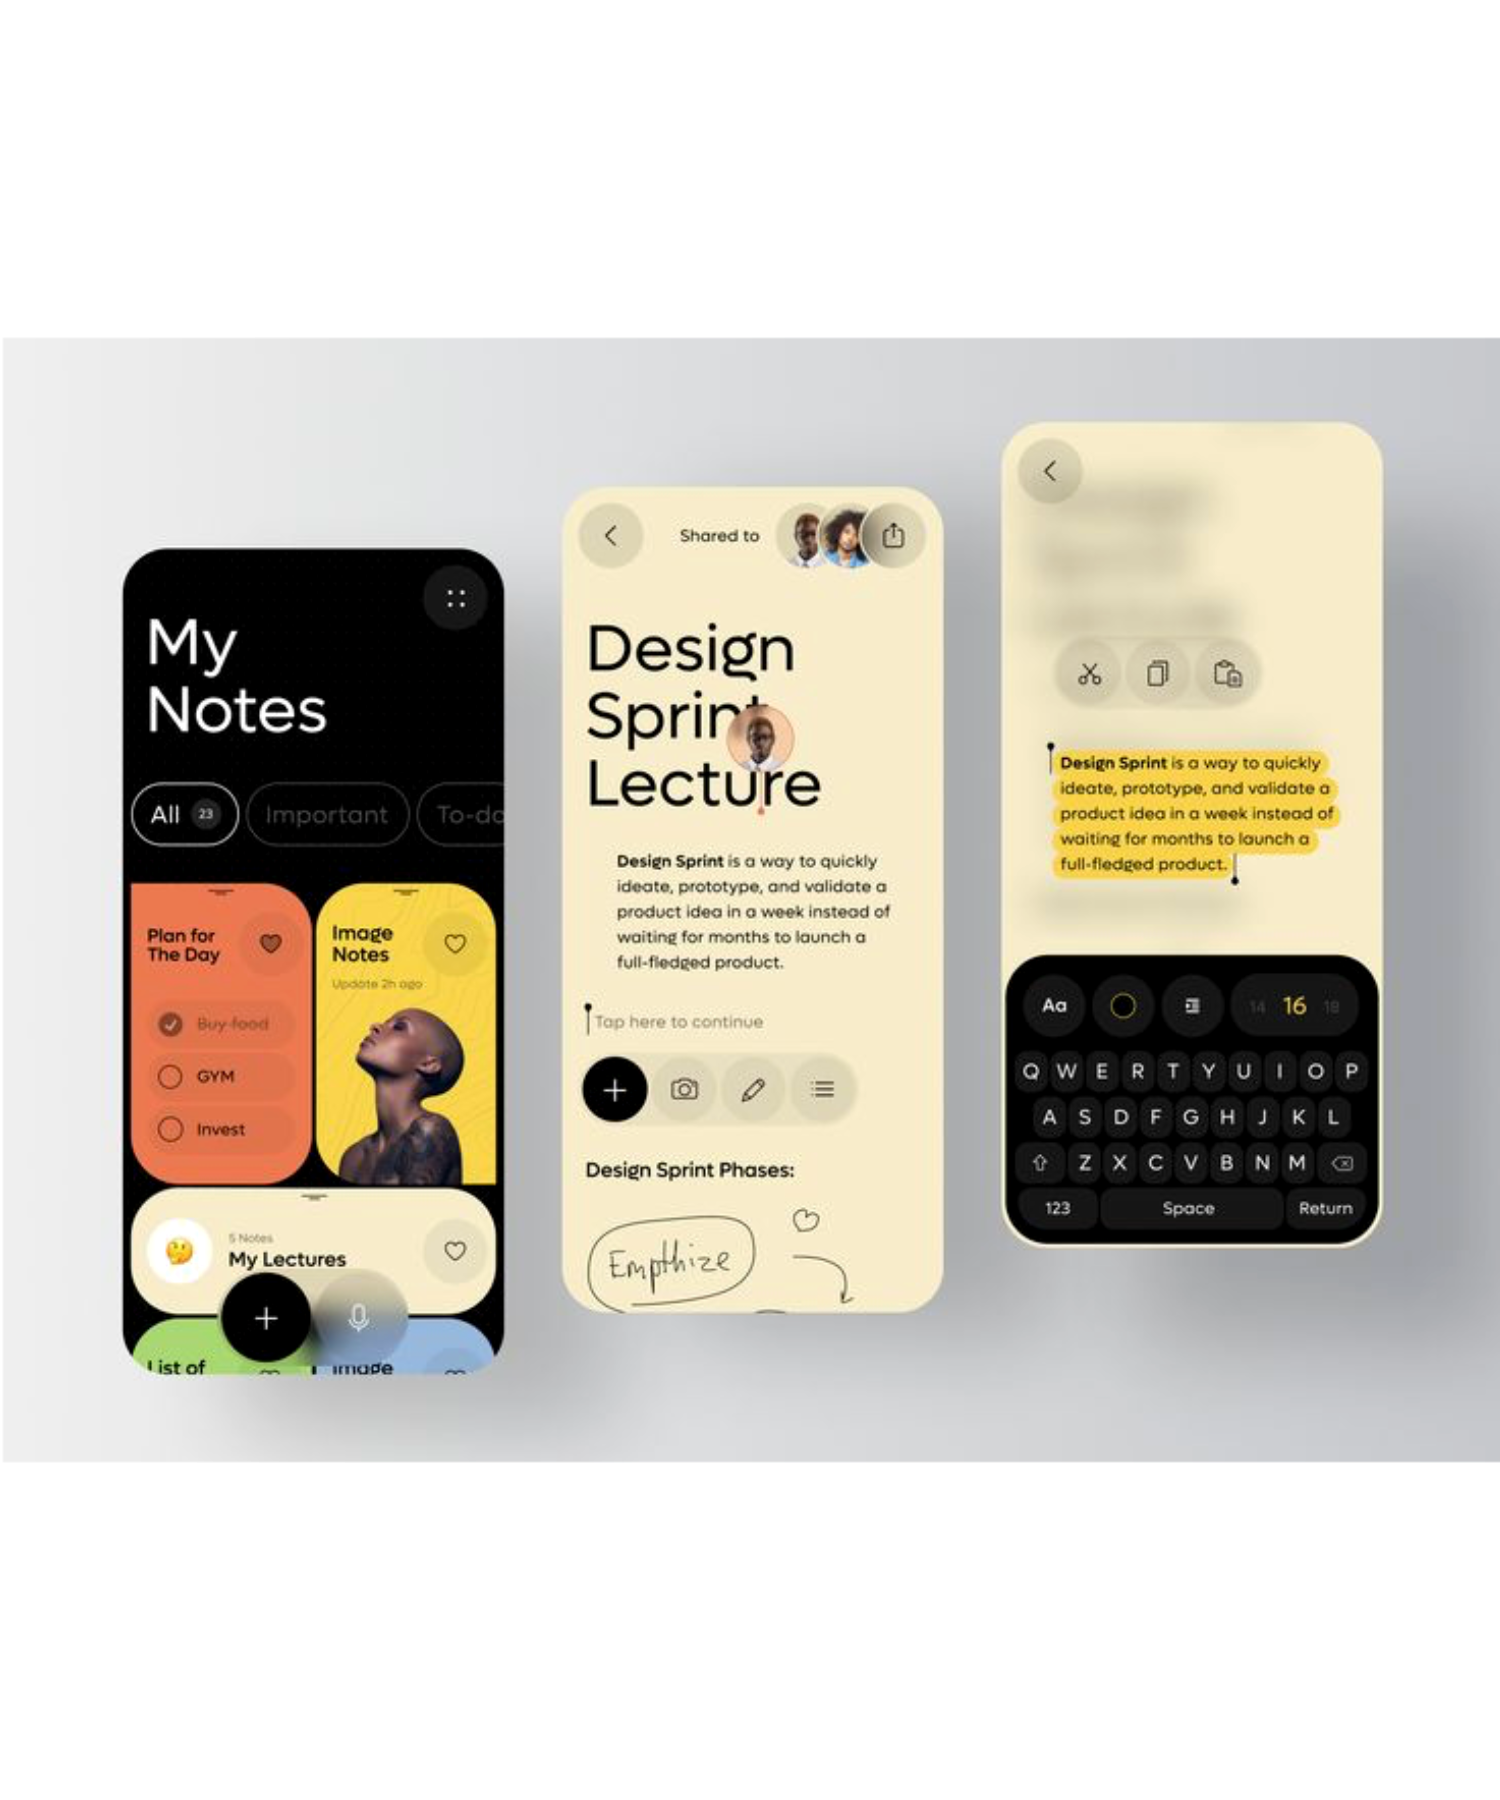 My
Notes
All 23
Important
To-do
Plan for
The Day
Buy food
GYM
Invest
Image
Notes
Update 2h ago
5 Notes
My Lectures
List of
Image
Shared to
Design
Sprint
Lecture
Design Sprint is a way to quickly
ideate, prototype, and validate a
product idea in a week instead of
waiting for months to launch a
full-fledged product.
Tap here to continue
Design Sprint Phases:
Empthize
Design Sprint is a way to quickly
ideate, prototype, and validate a
product idea in a week instead of
waiting for months to launch a
full-fledged product.
Aa
14 16 18
Q W E R T Y U I O P
A S D F G H J K L
Z X C V B N M
123 Space Return